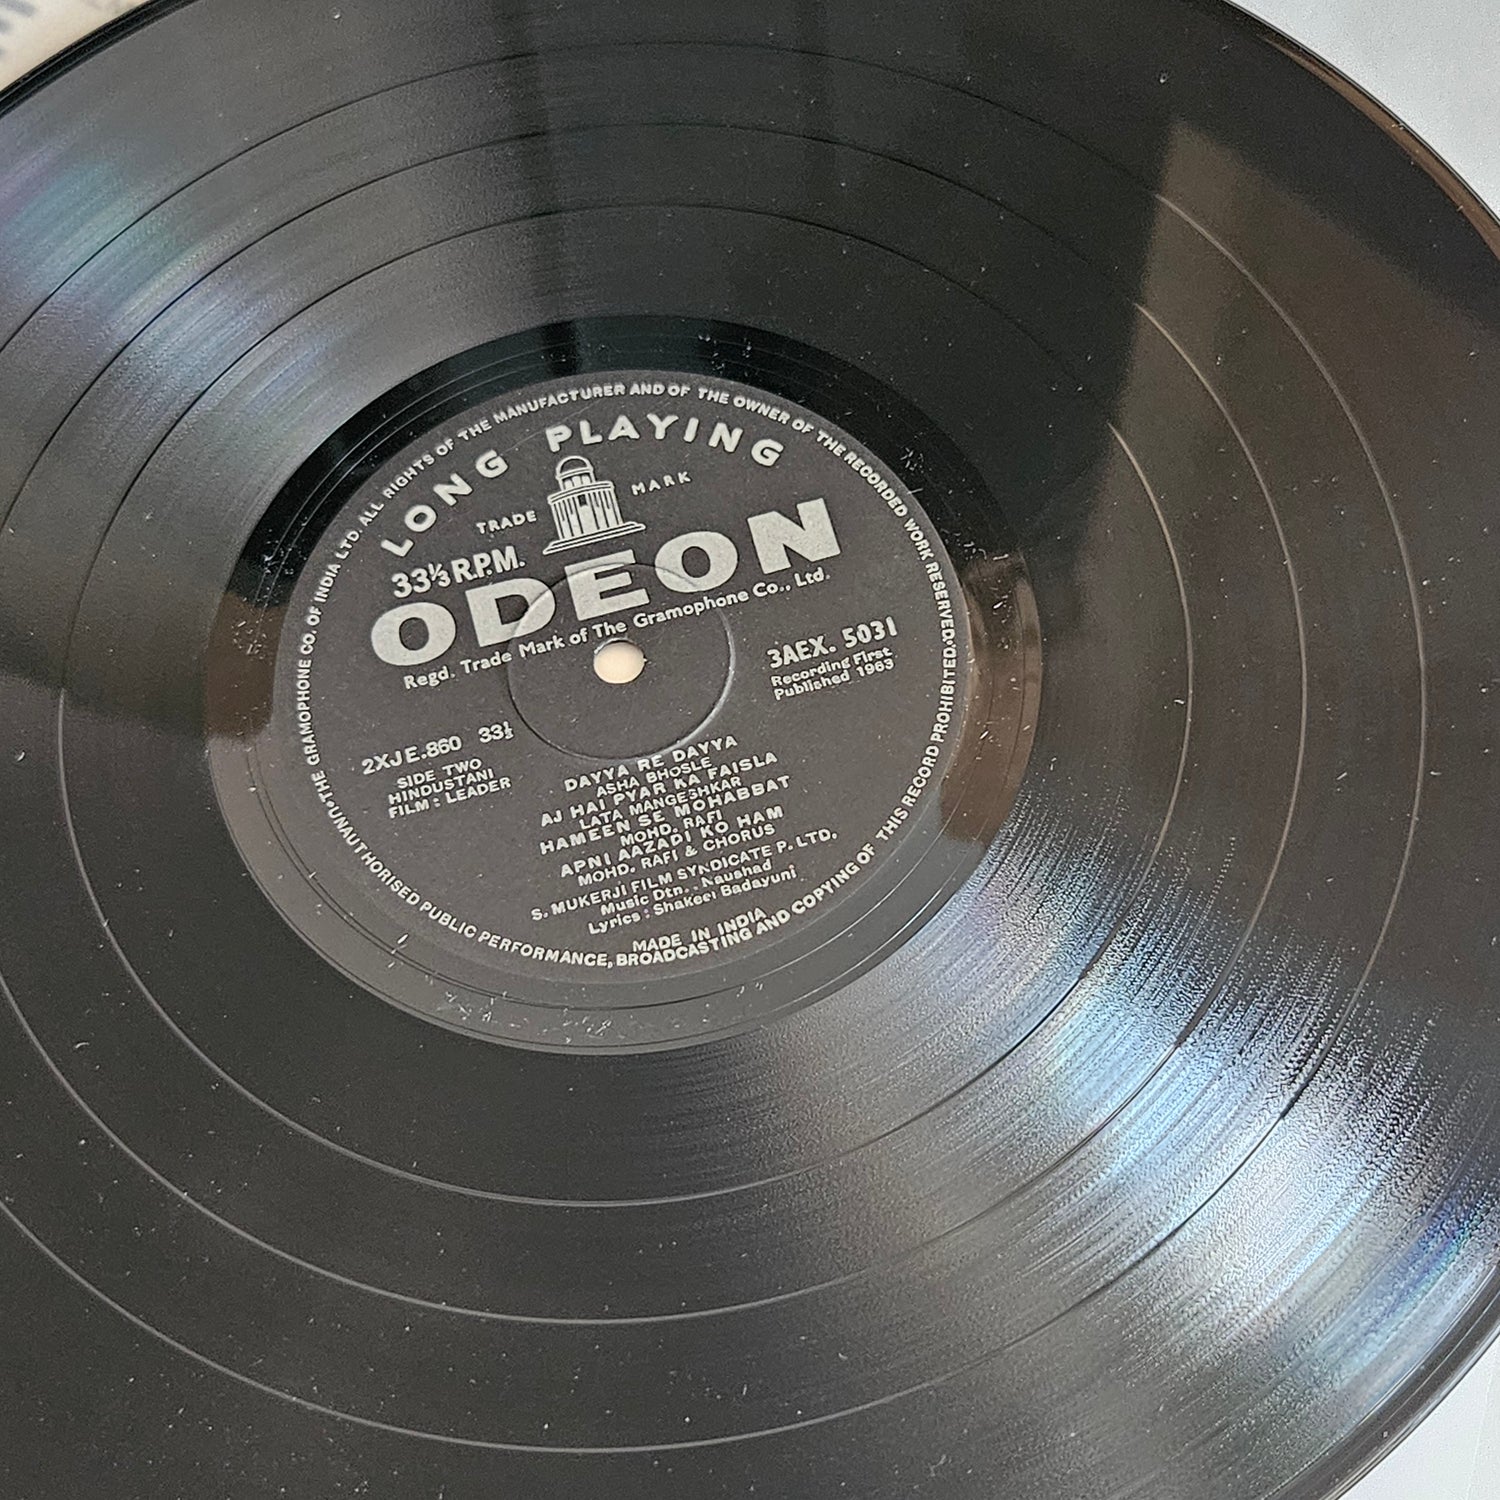 THE GRAMOPHONE CO. OF INDIA LTD. ALL RIGHTS OF THE MANUFACTURER AND OF THE OWNER OF THE RECORDED WORK RESERVED.
LONG PLAYING
TRADE MARK
33⅓ R.P.M.
ODEON
Regd. Trade Mark of The Gramophone Co., Ltd.
3AEX. 5031
Recording First
Published 1963
2XJE.860 33⅓
SIDE TWO
HINDUSTANI
FILM : LEADER
DAYYA RE DAYYA
ASHA BHOSLE
AJ HAI PYAR KA FAISLA
LATA MANGESHKAR
HAMEEN SE MOHABBAT
MOHD. RAFI
APNI AAZADI KO HAM
MOHD. RAFI & CHORUS
S. MUKERJI FILM SYNDICATE P. LTD.
Music Dtn. : Naushad
Lyrics : Shakeel Badayuni
MADE IN INDIA
UNAUTHORISED PUBLIC PERFORMANCE, BROADCASTING AND COPYING OF THIS RECORD PROHIBITED.